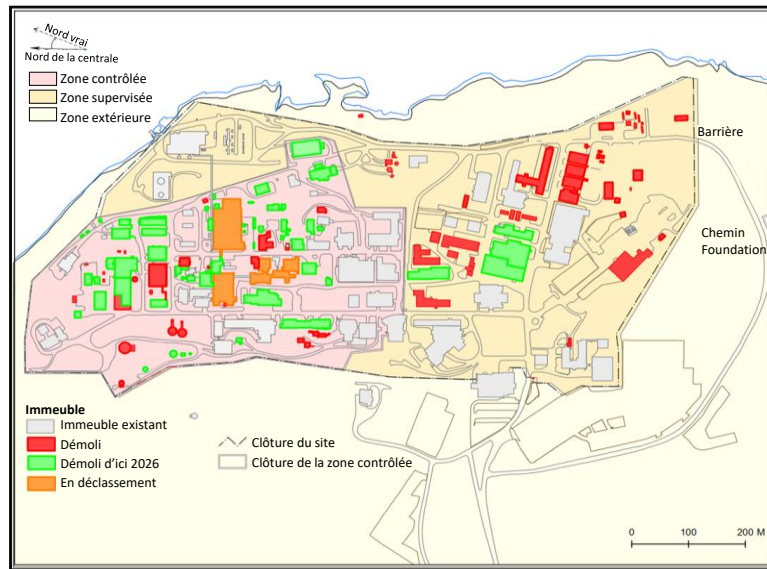 Nord vrai
Nord de la centrale
Zone contrôlée
Zone supervisée
Zone extérieure
Barrière
Chemin
Foundation
Immeuble
Immeuble existant
Démoli
Démoli d'ici 2026
En déclassement
Clôture du site
Clôture de la zone contrôlée
0 100 200 M